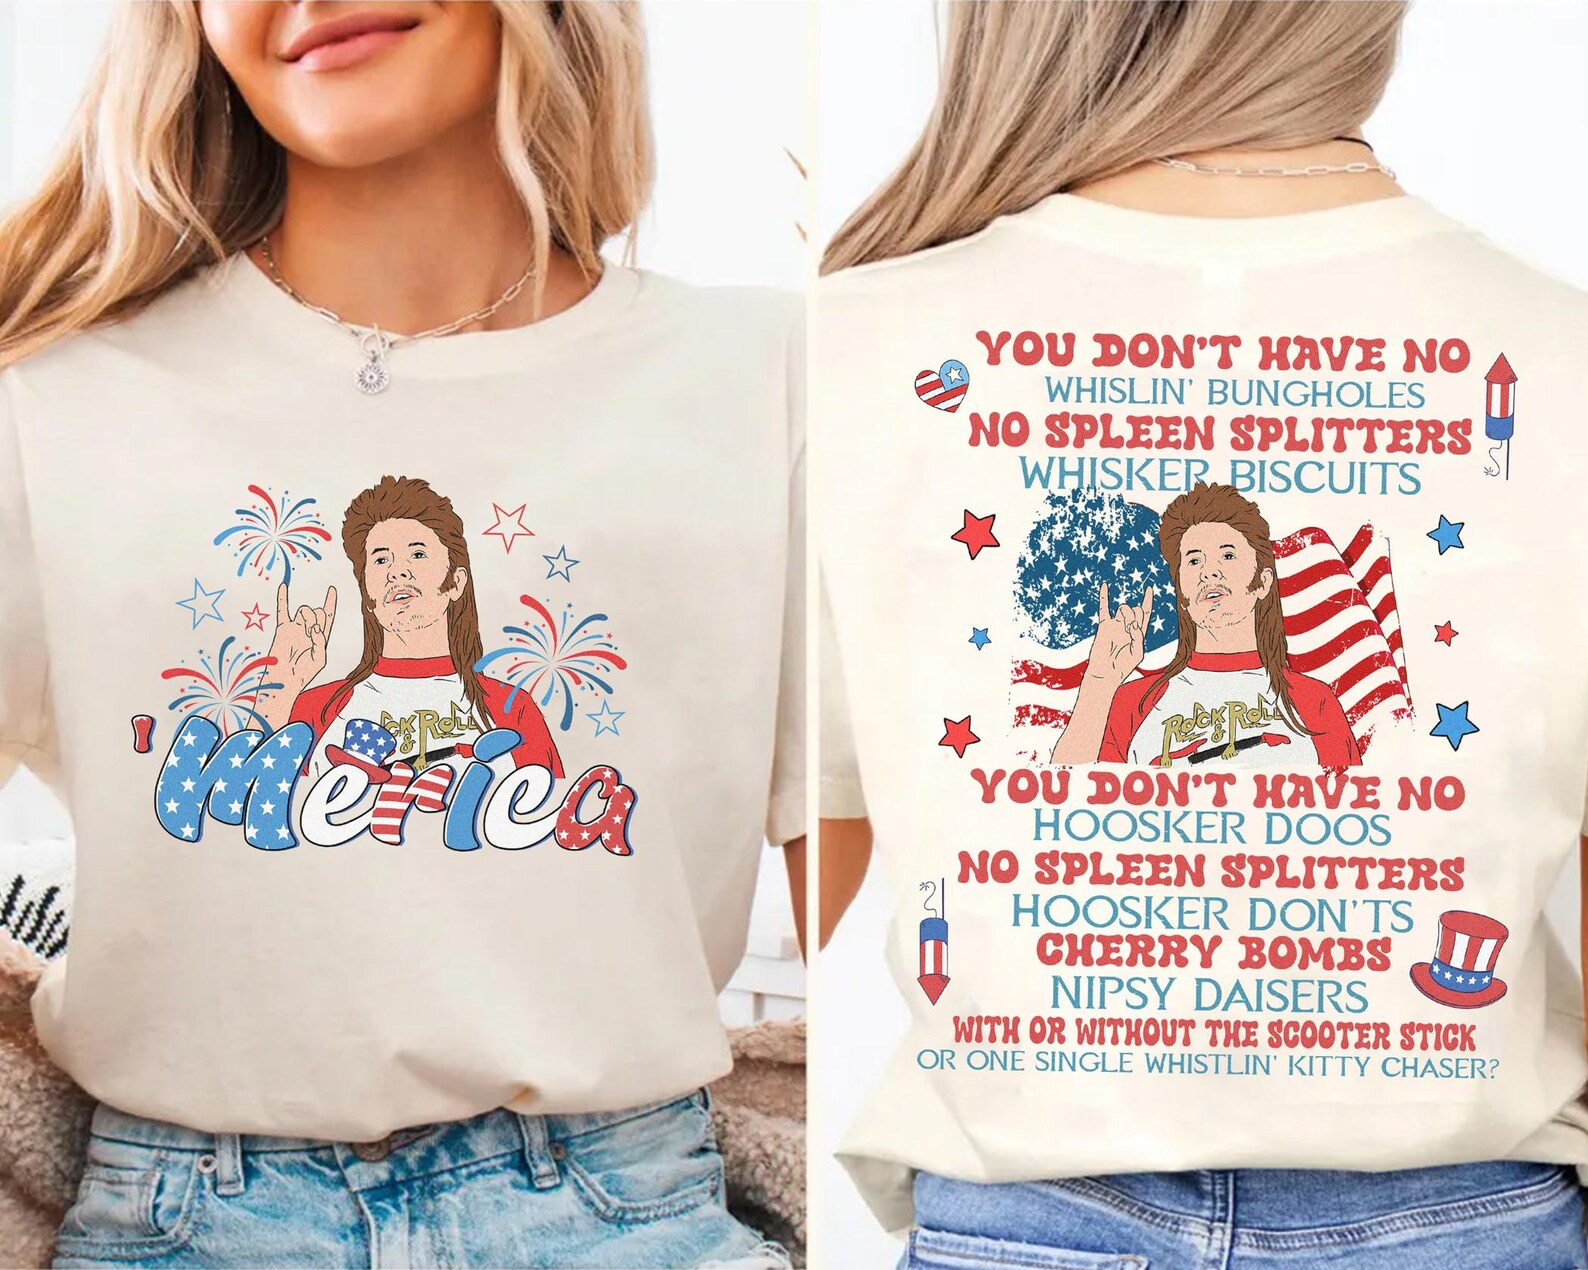 ROCK & ROLL
'Merica
YOU DON'T HAVE NO
WHISLIN' BUNGHOLES
NO SPLEEN SPLITTERS
WHISKER BISCUITS
ROCK & ROLL
YOU DON'T HAVE NO
HOOSKER DOOS
NO SPLEEN SPLITTERS
HOOSKER DON'TS
CHERRY BOMBS
NIPSY DAISERS
WITH OR WITHOUT THE SCOOTER STICK
OR ONE SINGLE WHISTLIN' KITTY CHASER?